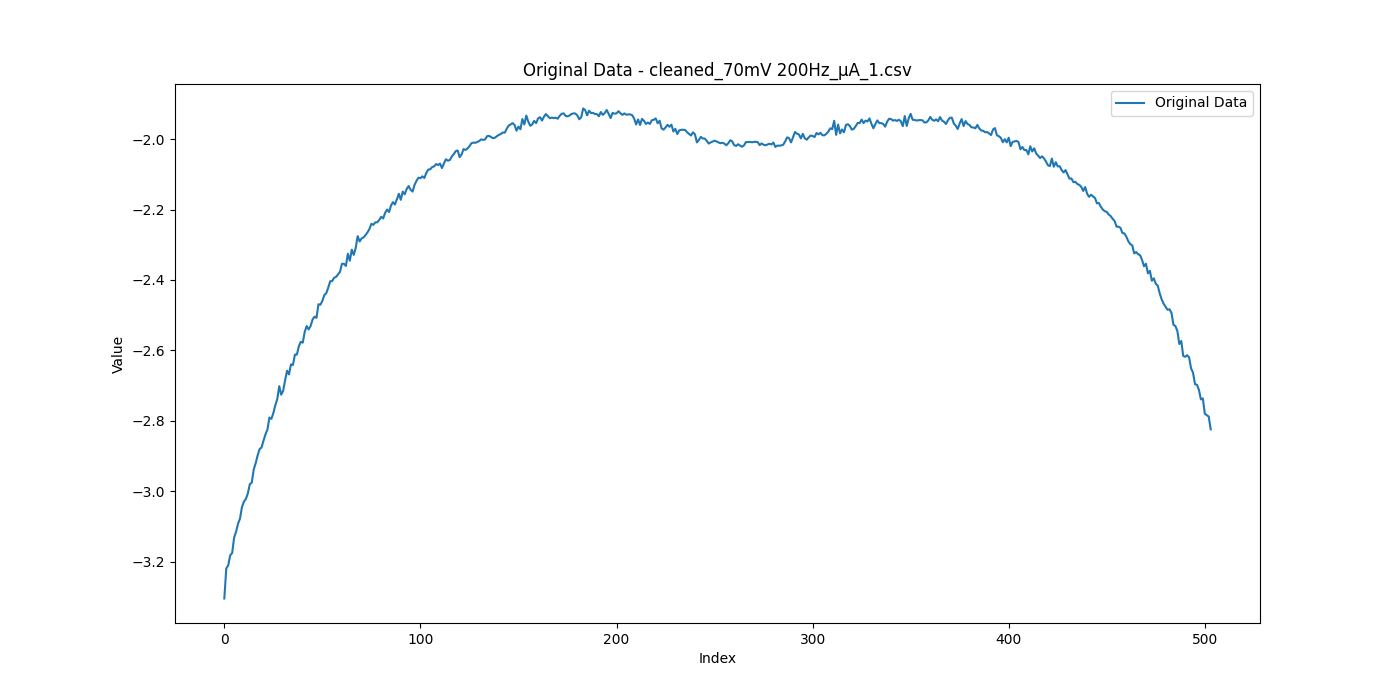 Original Data - cleaned_70mV 200Hz_μA_1.csv
Original Data
−2.0
−2.2
−2.4
−2.6
−2.8
−3.0
−3.2
Value
0 100 200 300 400 500
Index